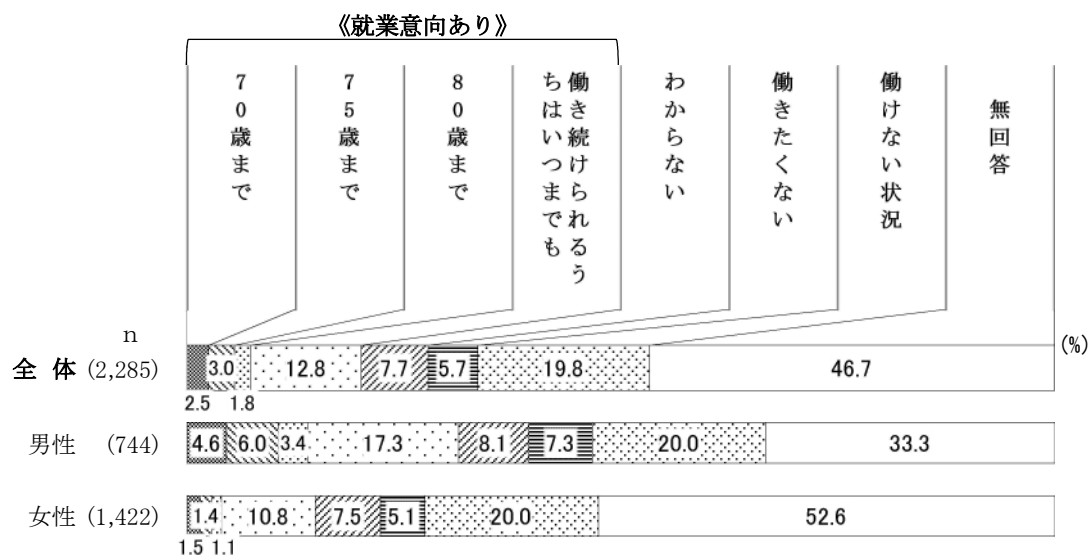 《就業意向あり》
70歳まで
75歳まで
80歳まで
働き続けられるう
ちはいつまでも
わからない
働きたくない
働けない状況
無回答
n
(%)
全 体 (2,285)
3.0 12.8 7.7 5.7 19.8 46.7
2.5 1.8
男性 (744)
4.6 6.0 3.4 17.3 8.1 7.3 20.0 33.3
女性 (1,422)
1.4 10.8 7.5 5.1 20.0 52.6
1.5 1.1